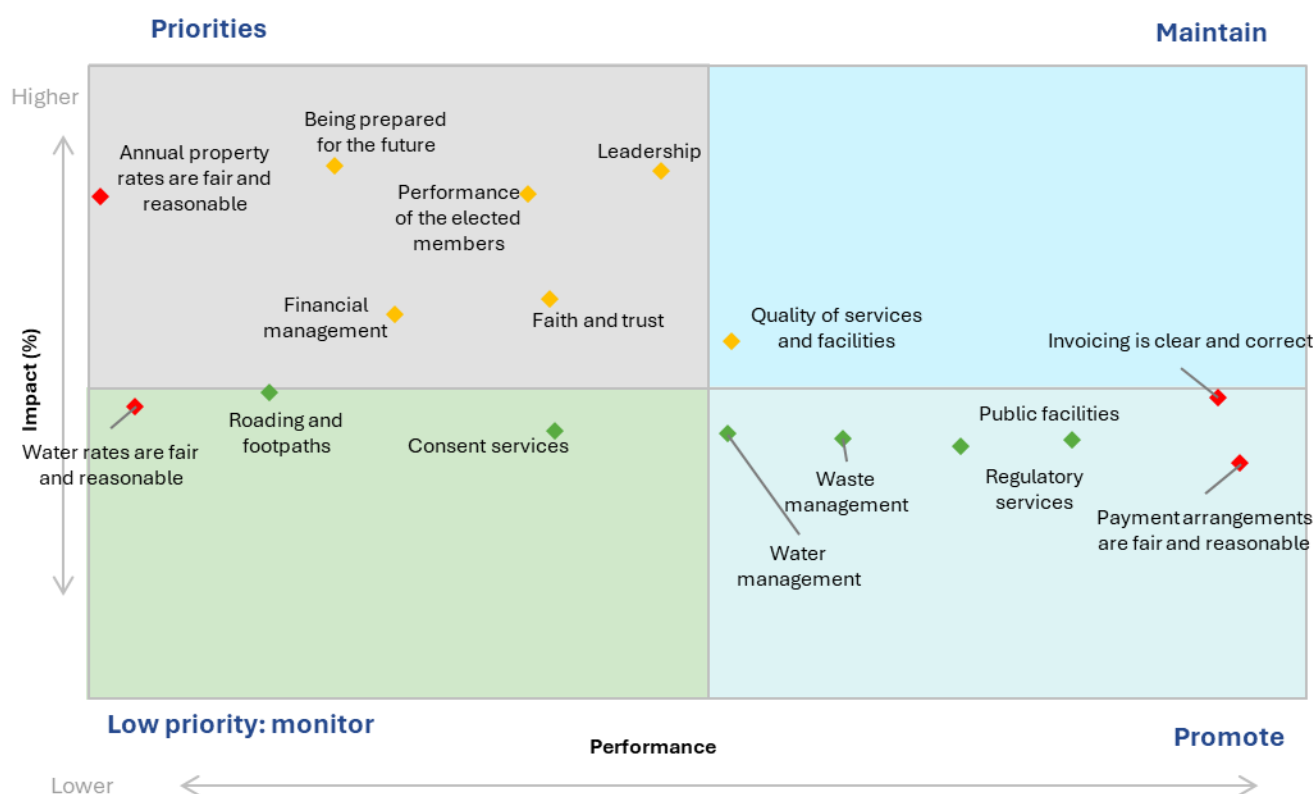 Priorities
Maintain
Higher
Being prepared
for the future
Annual property
rates are fair and
reasonable
Leadership
Performance
of the elected
members
Financial
management
Faith and trust
Quality of services
and facilities
Invoicing is clear and correct
Impact (%)
Water rates are fair
and reasonable
Roading and
footpaths
Consent services
Public facilities
Waste
management
Regulatory
services
Payment arrangements
are fair and reasonable
Water
management
Low priority: monitor
Performance
Promote
Lower